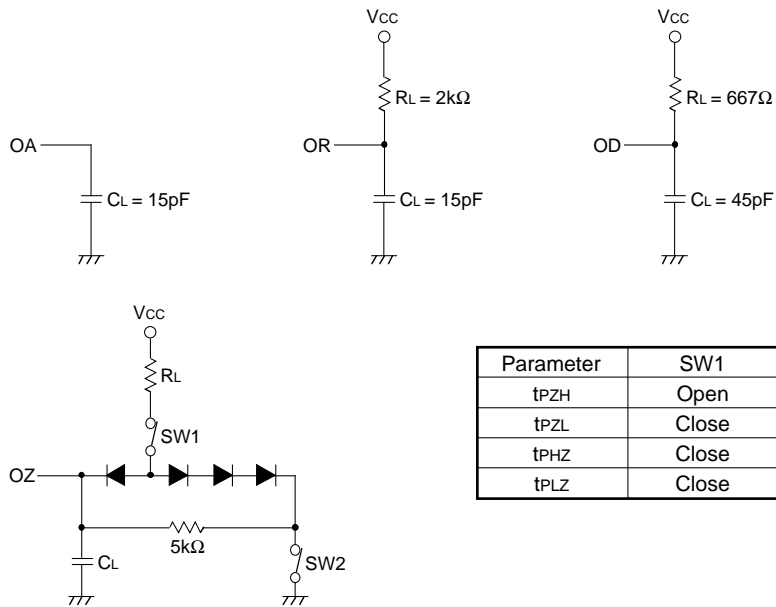 VCC
VCC
RL = 2kΩ
RL = 667Ω
OA
OR
OD
CL = 15pF
CL = 15pF
CL = 45pF
VCC
RL
SW1
OZ
5kΩ
CL
SW2
Parameter SW1
tPZH Open
tPZL Close
tPHZ Close
tPLZ Close